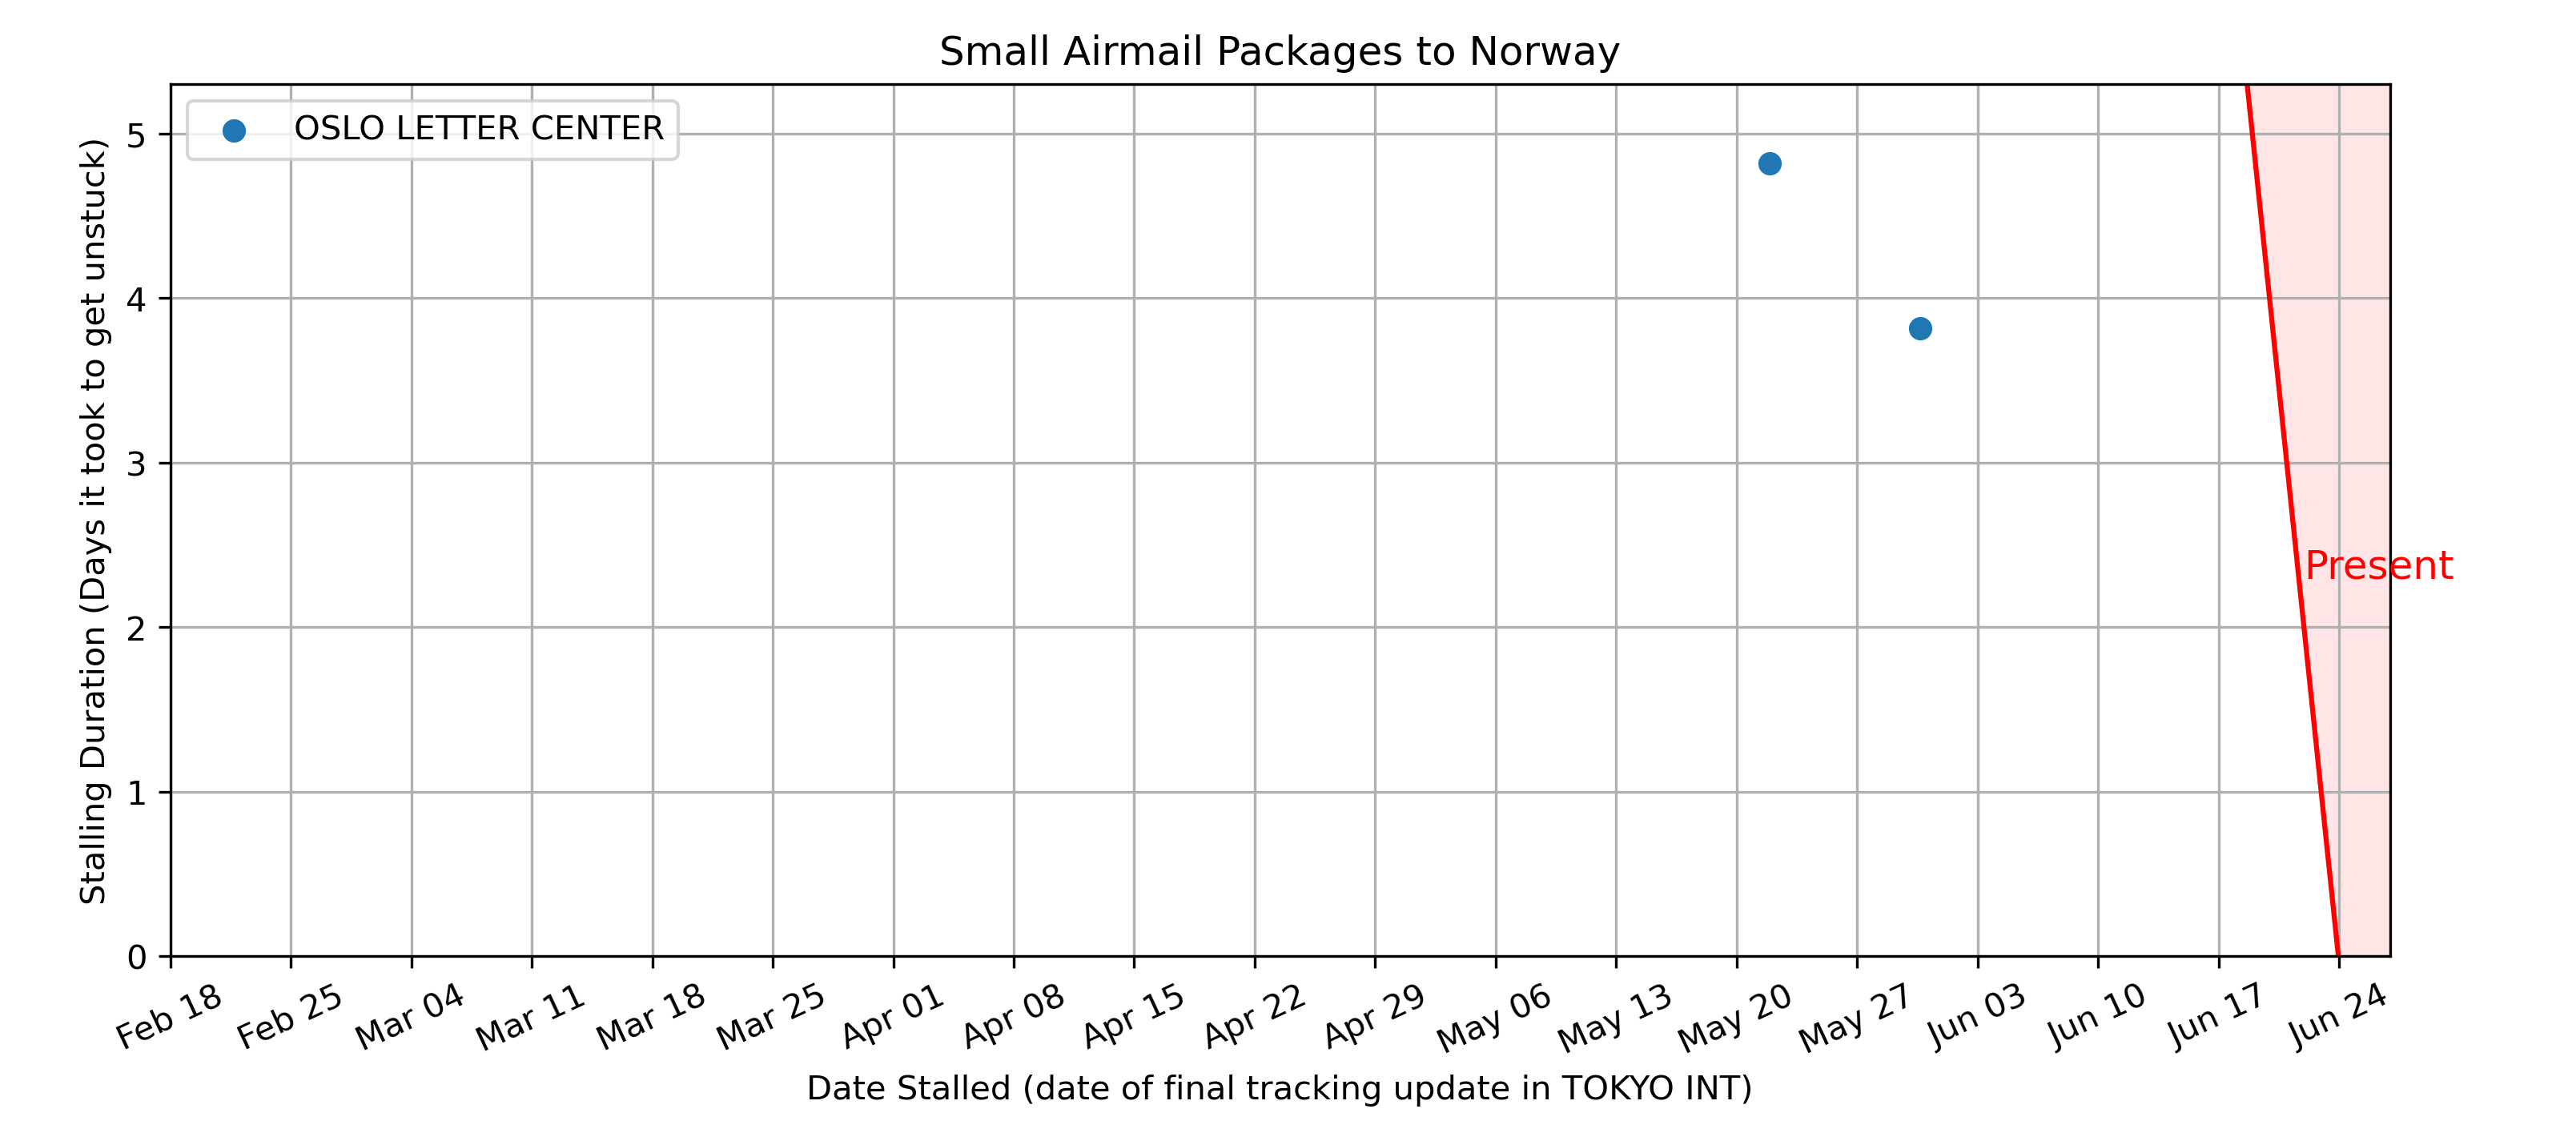 Small Airmail Packages to Norway
OSLO LETTER CENTER
Stalling Duration (Days it took to get unstuck)
5
4
3
2
1
0
Present
Feb 18
Feb 25
Mar 04
Mar 11
Mar 18
Mar 25
Apr 01
Apr 08
Apr 15
Apr 22
Apr 29
May 06
May 13
May 20
May 27
Jun 03
Jun 10
Jun 17
Jun 24
Date Stalled (date of final tracking update in TOKYO INT)